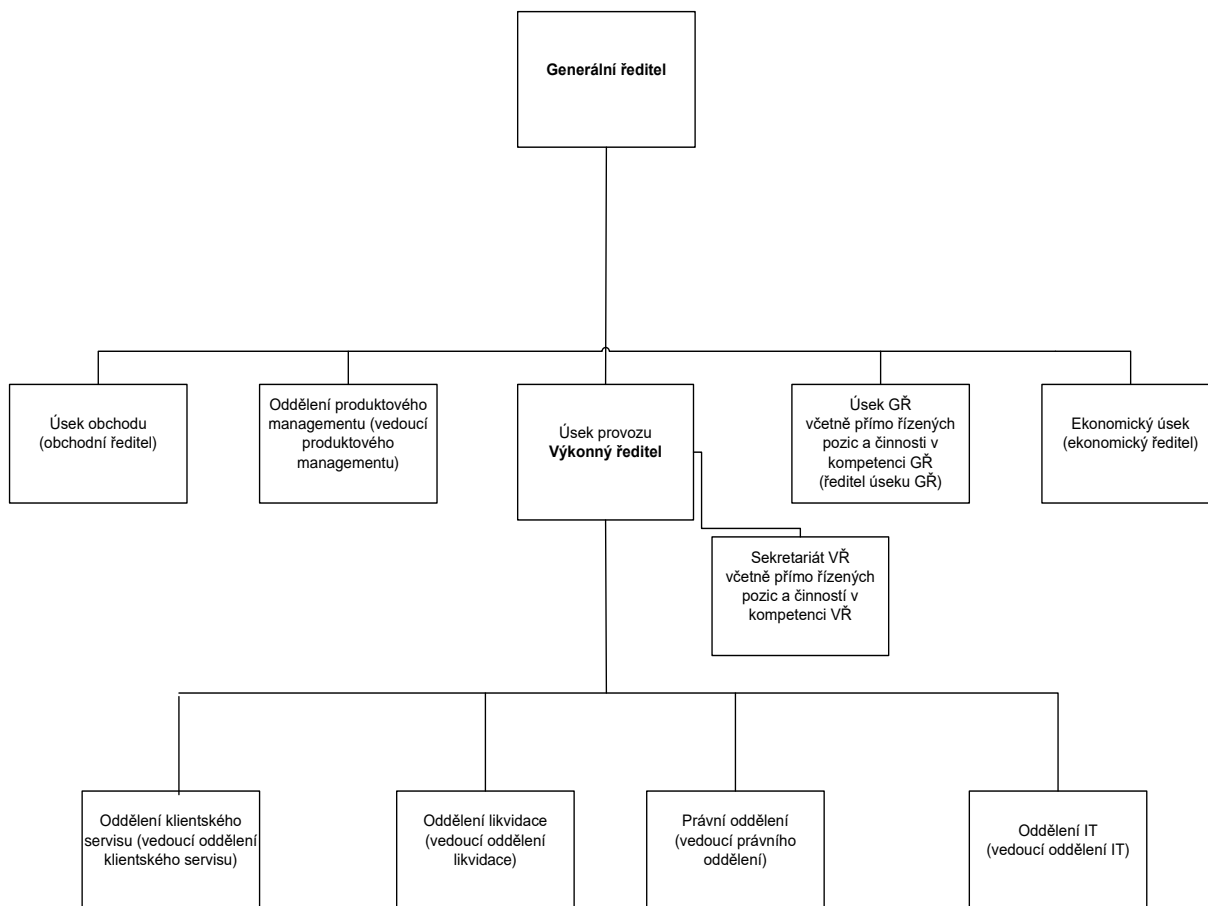 Generální ředitel
Úsek obchodu
(obchodní ředitel)
Oddělení produktového
managementu (vedoucí
produktového
managementu)
Úsek provozu
Výkonný ředitel
Úsek GŘ
včetně přímo řízených
pozic a činnosti v
kompetenci GŘ
(ředitel úseku GŘ)
Ekonomický úsek
(ekonomický ředitel)
Sekretariát VŘ
včetně přímo řízených
pozic a činností v
kompetenci VŘ
Oddělení klientského
servisu (vedoucí oddělení
klientského servisu)
Oddělení likvidace
(vedoucí oddělení
likvidace)
Právní oddělení
(vedoucí právního
oddělení)
Oddělení IT
(vedoucí oddělení IT)